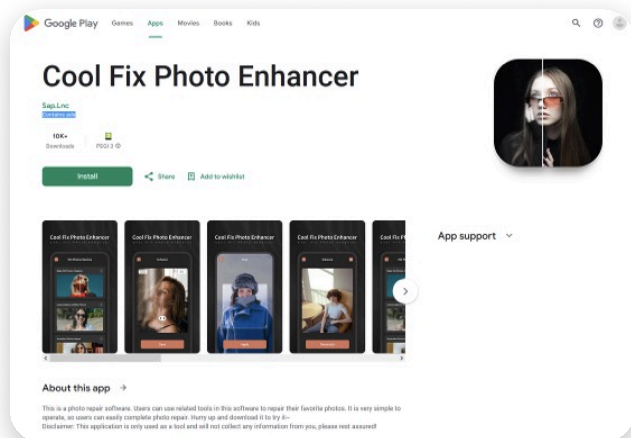 Google Play Games Apps Movies Books Kids
Cool Fix Photo Enhancer
Sap.Lnc
Contains ads
10K+
Downloads PEGI 3
Install Share Add to wishlist
Cool Fix Photo Enhancer Cool Fix Photo Enhancer Cool Fix Photo Enhancer Cool Fix Photo Enhancer Cool Fix P
App support
About this app
This is a photo repair software. Users can use related tools in this software to repair their favorite photos. It is very simple to
operate, so users can easily complete photo repair. Hurry up and download it to try it~
Disclaimer: This application is only used as a tool and will not collect any information from you, please rest assured!